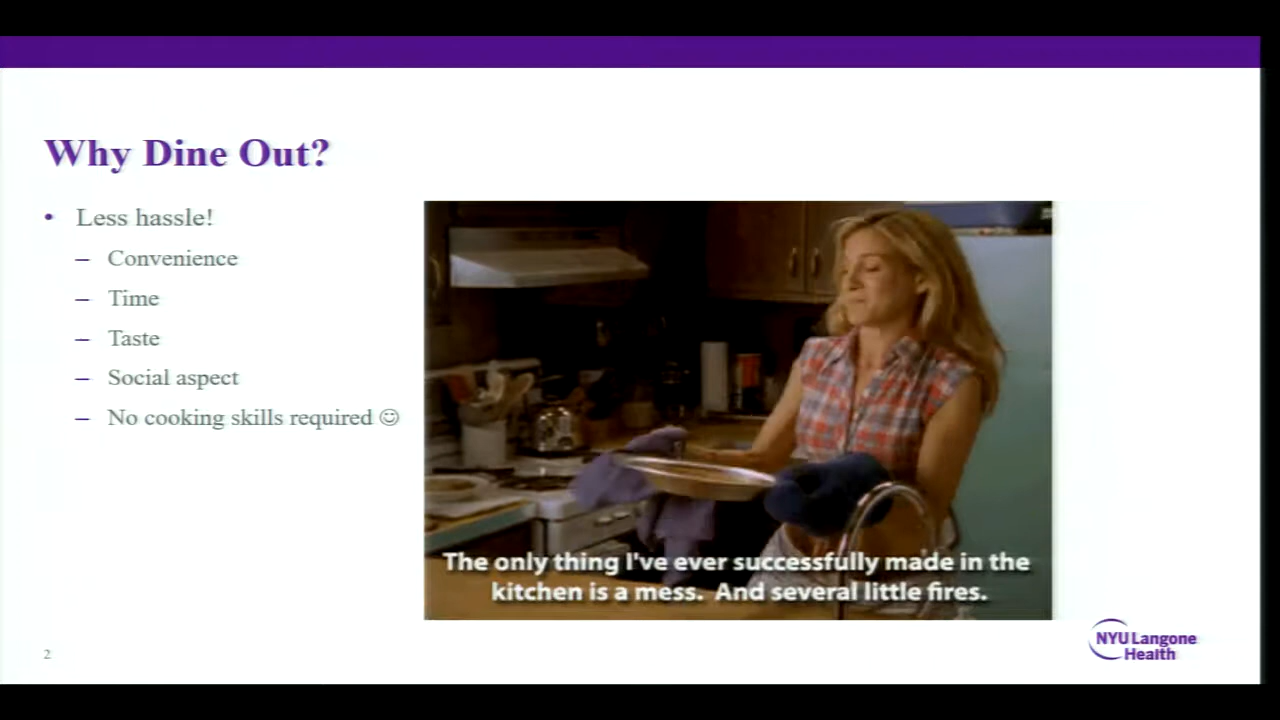 Why Dine Out?
• Less hassle!
– Convenience
– Time
– Taste
– Social aspect
– No cooking skills required ☺
The only thing I've ever successfully made in the
kitchen is a mess. And several little fires.
2
NYU Langone
Health